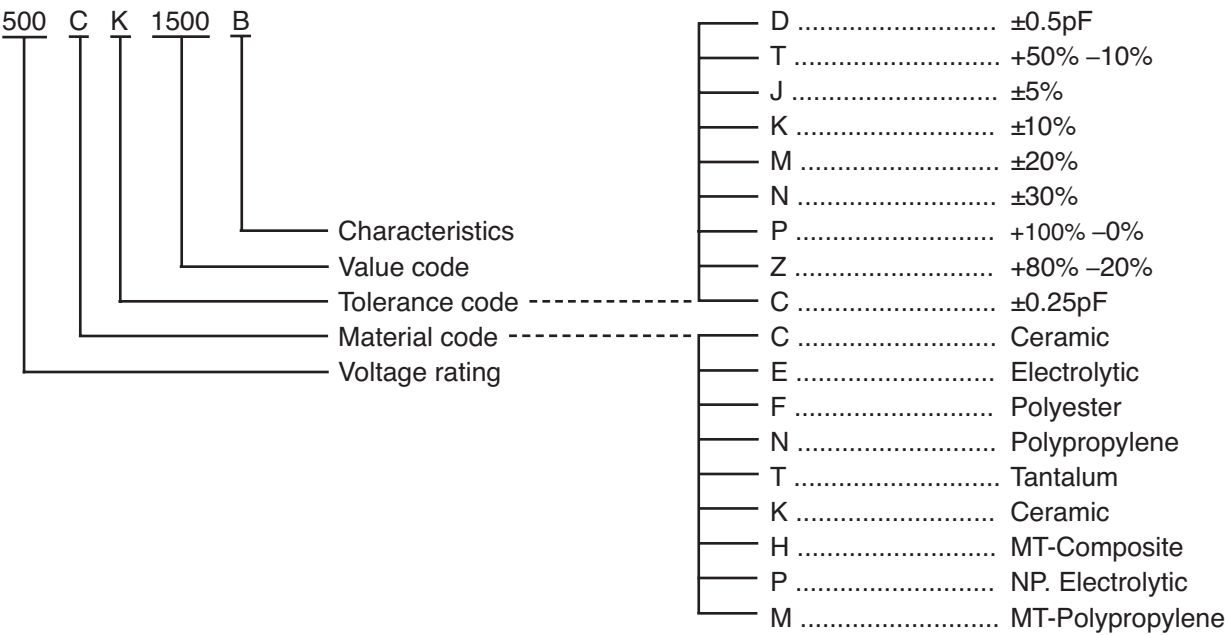 500 C K 1500 B
Characteristics
Value code
Tolerance code
Material code
Voltage rating
D ........................... ±0.5pF
T ............................ +50% –10%
J ............................ ±5%
K ........................... ±10%
M ........................... ±20%
N ........................... ±30%
P ........................... +100% –0%
Z ........................... +80% –20%
C ........................... ±0.25pF
C ........................... Ceramic
E ........................... Electrolytic
F ........................... Polyester
N ........................... Polypropylene
T ............................ Tantalum
K ........................... Ceramic
H ........................... MT-Composite
P ........................... NP. Electrolytic
M ........................... MT-Polypropylene